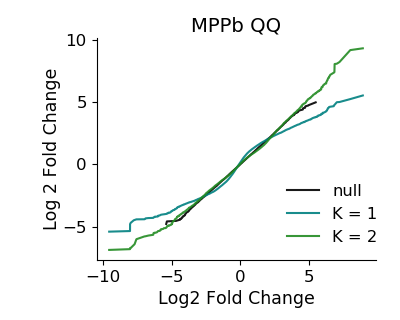 MPPb QQ
Log 2 Fold Change
10
5
0
−5
−10
−5
0
5
null
K = 1
K = 2
Log2 Fold Change